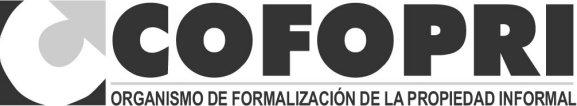 COFOPRI
ORGANISMO DE FORMALIZACIÓN DE LA PROPIEDAD INFORMAL